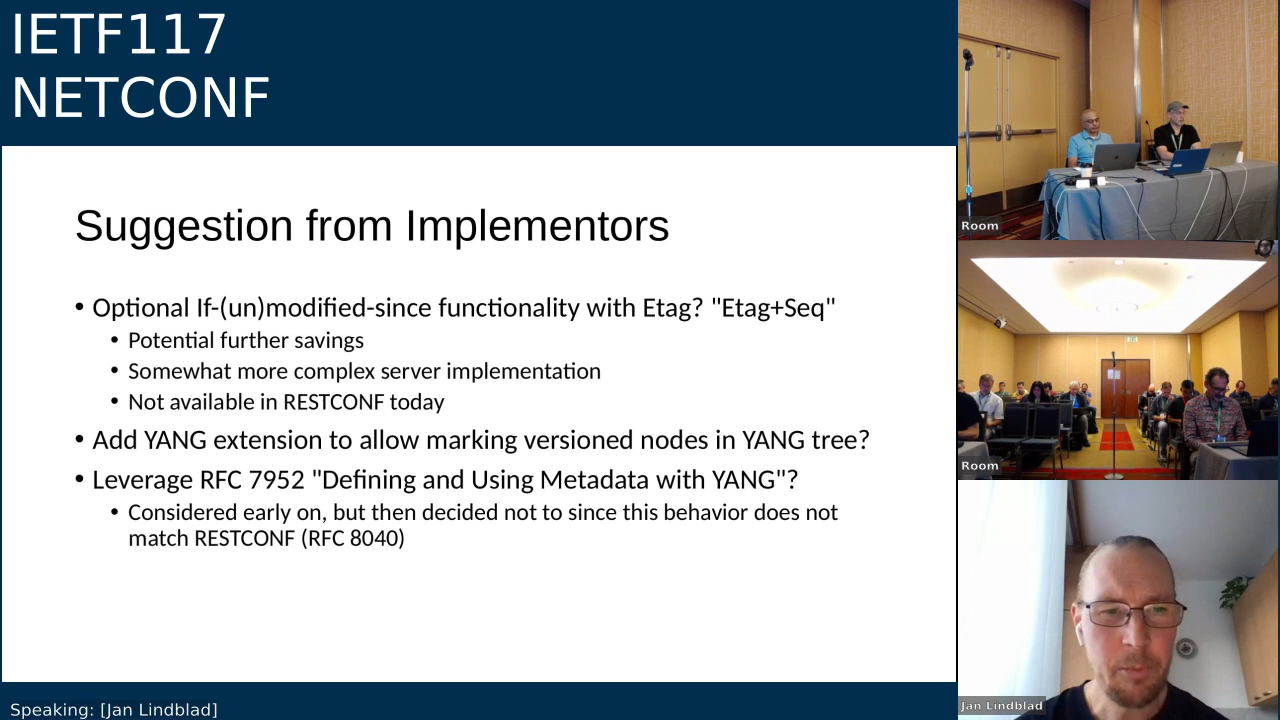 IETF117
NETCONF
Suggestion from Implementors
• Optional If-(un)modified-since functionality with Etag? "Etag+Seq"
• Potential further savings
• Somewhat more complex server implementation
• Not available in RESTCONF today
• Add YANG extension to allow marking versioned nodes in YANG tree?
• Leverage RFC 7952 "Defining and Using Metadata with YANG"?
• Considered early on, but then decided not to since this behavior does not
match RESTCONF (RFC 8040)
Speaking: [Jan Lindblad]
Room
Room
Jan Lindblad